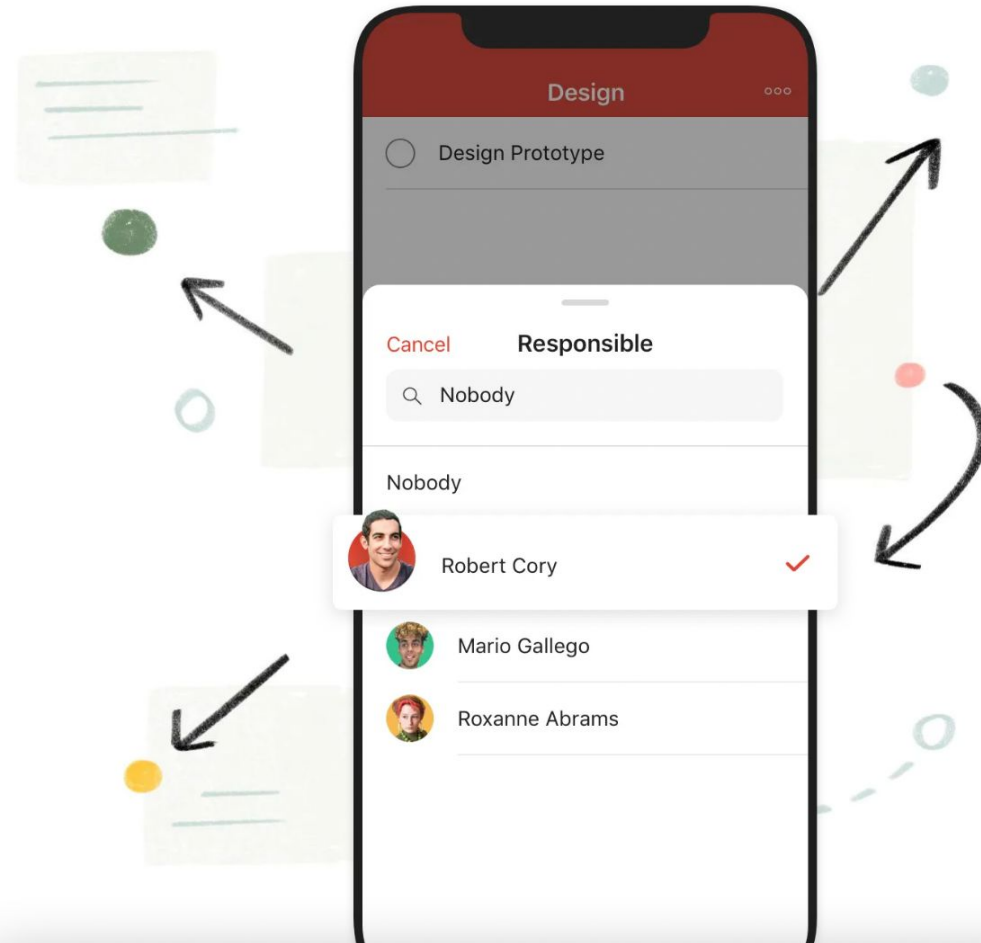 Design
Design Prototype
Cancel Responsible
Nobody
Nobody
Robert Cory
Mario Gallego
Roxanne Abrams